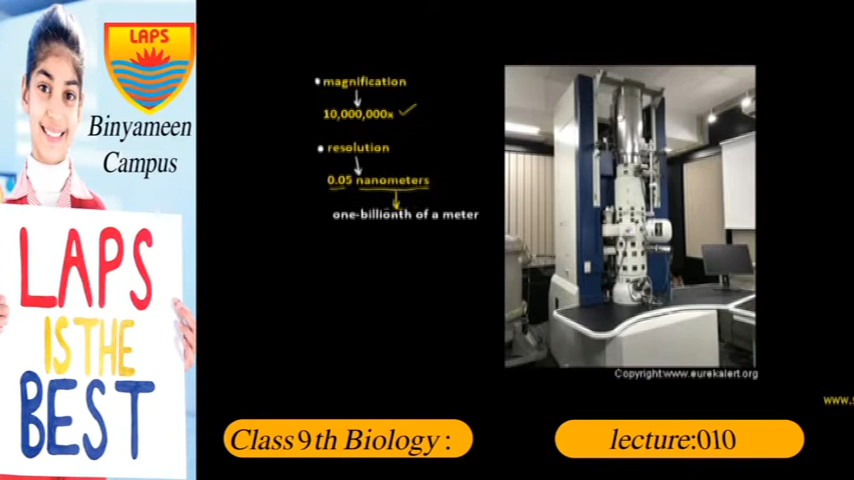 LAPS
Binyameen
Campus
LAPS
IS THE
BEST
magnification
10,000,000x
resolution
0.05 nanometers
one-billionth of a meter
Copyright:www.eurekalert.org
www.s
Class 9th Biology :
lecture:010